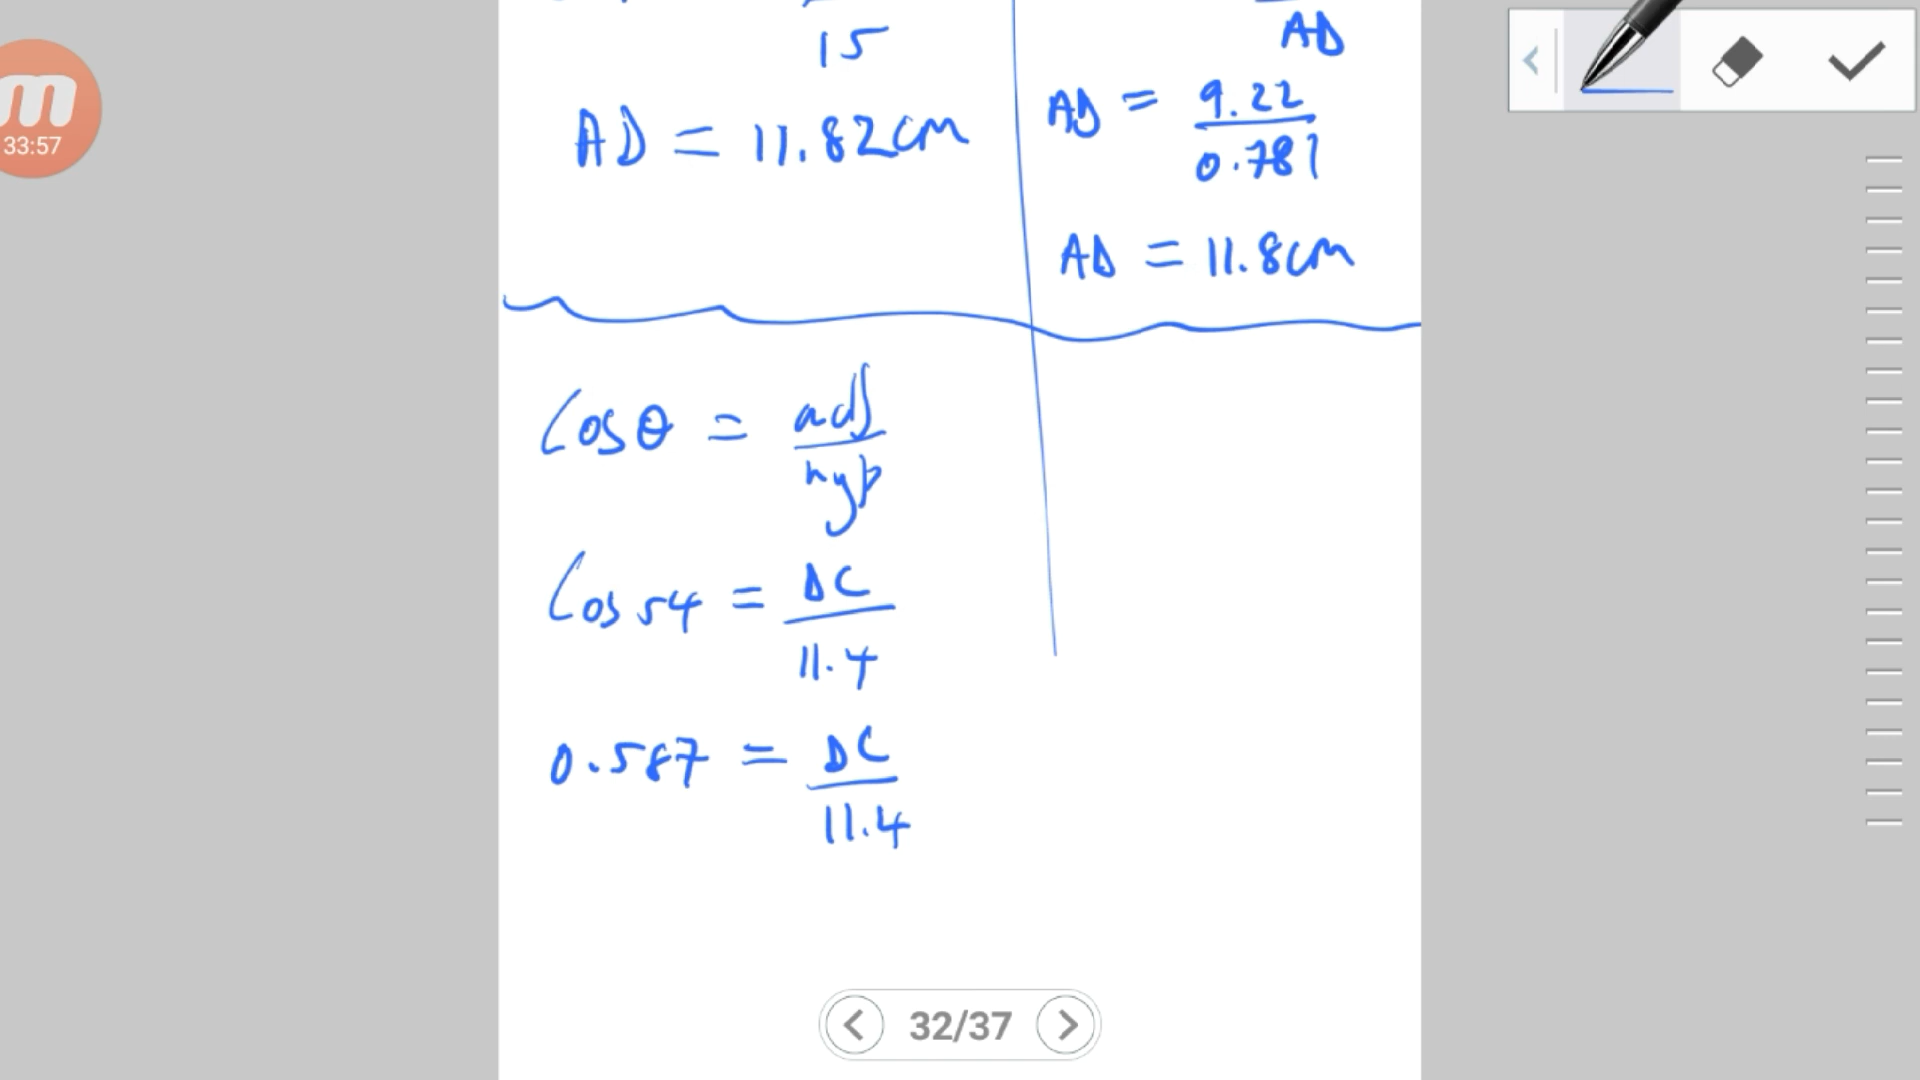 m
33:57
15
AD = 11.82cm
AD
AD = 9.22
0.781
AD = 11.8cm
Cosθ = adj
hyp
Cos 54 = DC
11.4
0.587 = DC
11.4
32/37